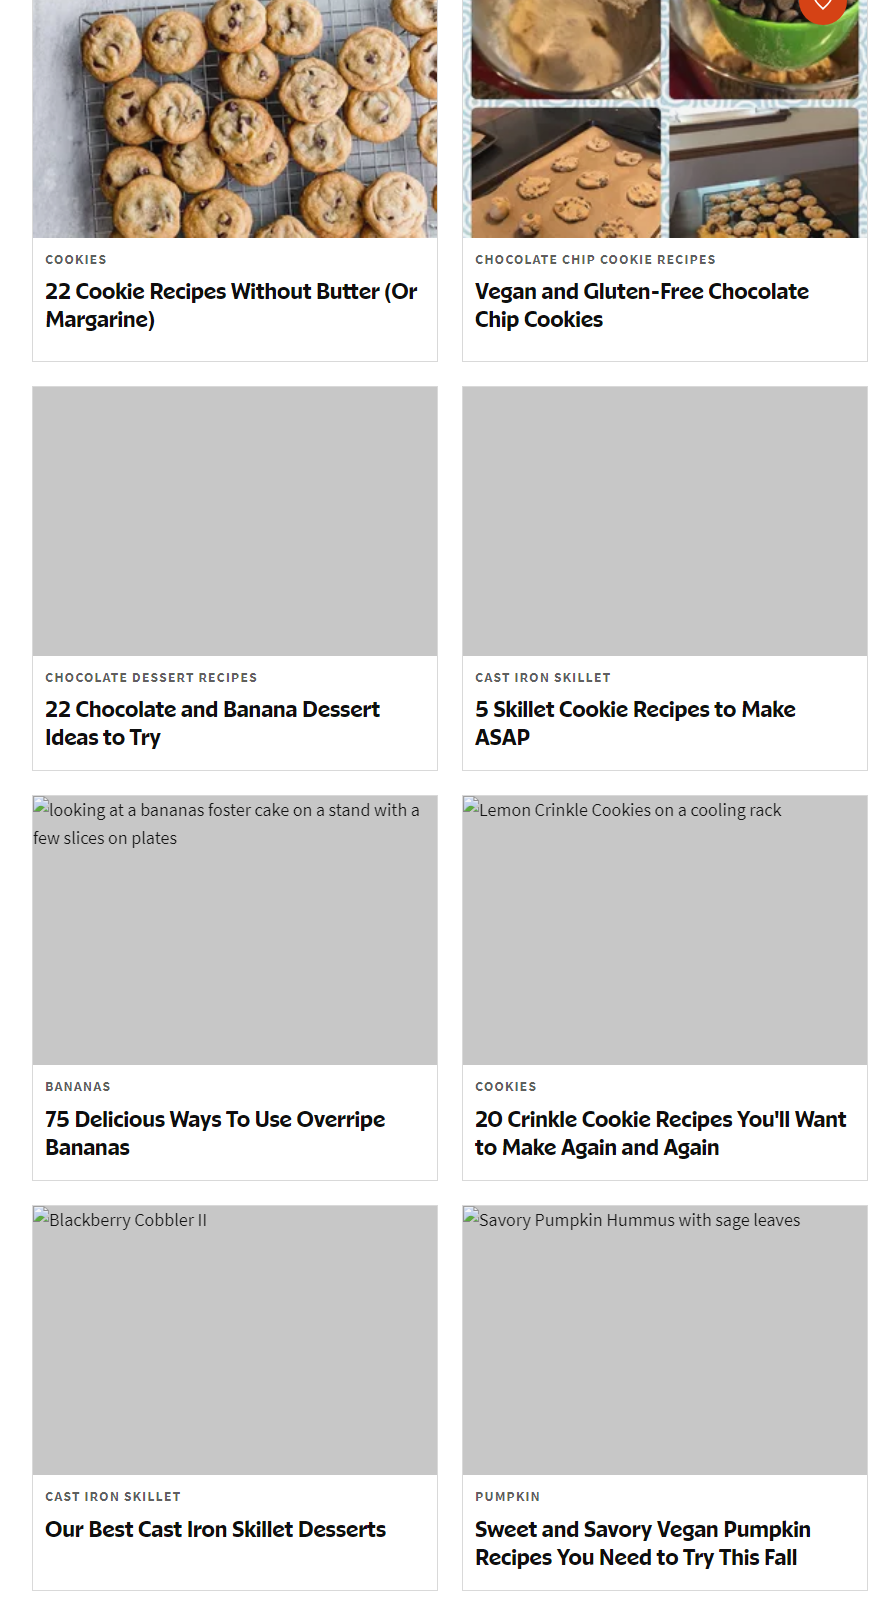 COOKIES
22 Cookie Recipes Without Butter (Or
Margarine)
CHOCOLATE CHIP COOKIE RECIPES
Vegan and Gluten-Free Chocolate
Chip Cookies
CHOCOLATE DESSERT RECIPES
22 Chocolate and Banana Dessert
Ideas to Try
CAST IRON SKILLET
5 Skillet Cookie Recipes to Make
ASAP
looking at a bananas foster cake on a stand with a
few slices on plates
BANANAS
75 Delicious Ways To Use Overripe
Bananas
Lemon Crinkle Cookies on a cooling rack
COOKIES
20 Crinkle Cookie Recipes You'll Want
to Make Again and Again
Blackberry Cobbler II
CAST IRON SKILLET
Our Best Cast Iron Skillet Desserts
Savory Pumpkin Hummus with sage leaves
PUMPKIN
Sweet and Savory Vegan Pumpkin
Recipes You Need to Try This Fall